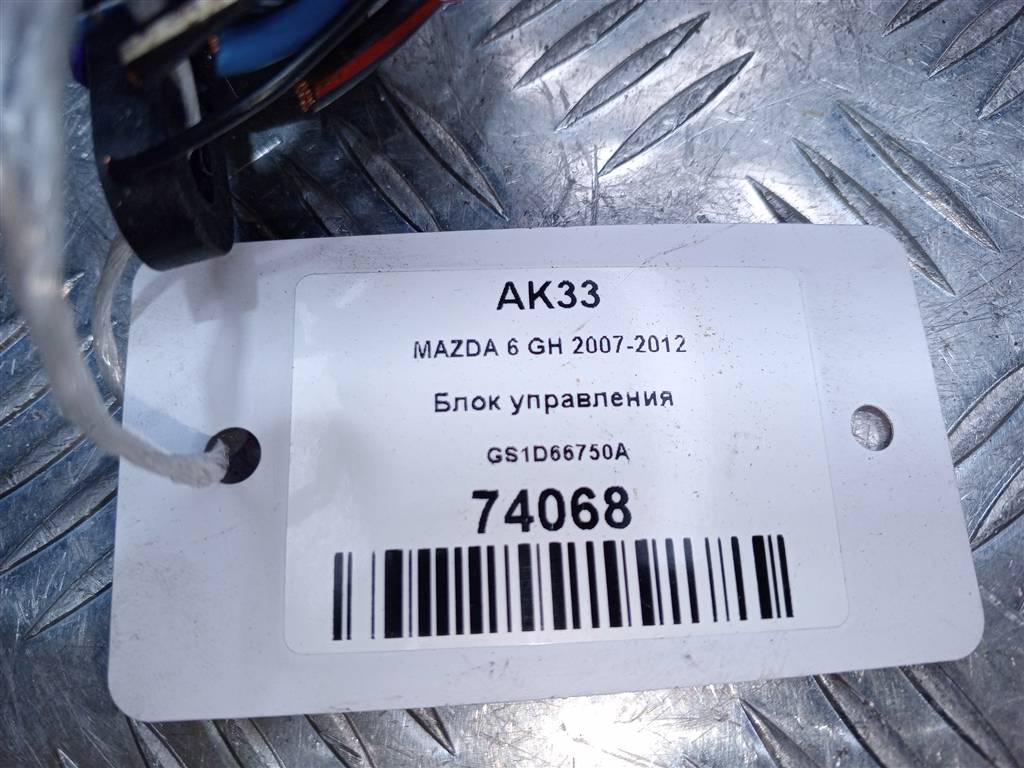 AK33
MAZDA 6 GH 2007-2012
Блок управления
GS1D66750A
74068